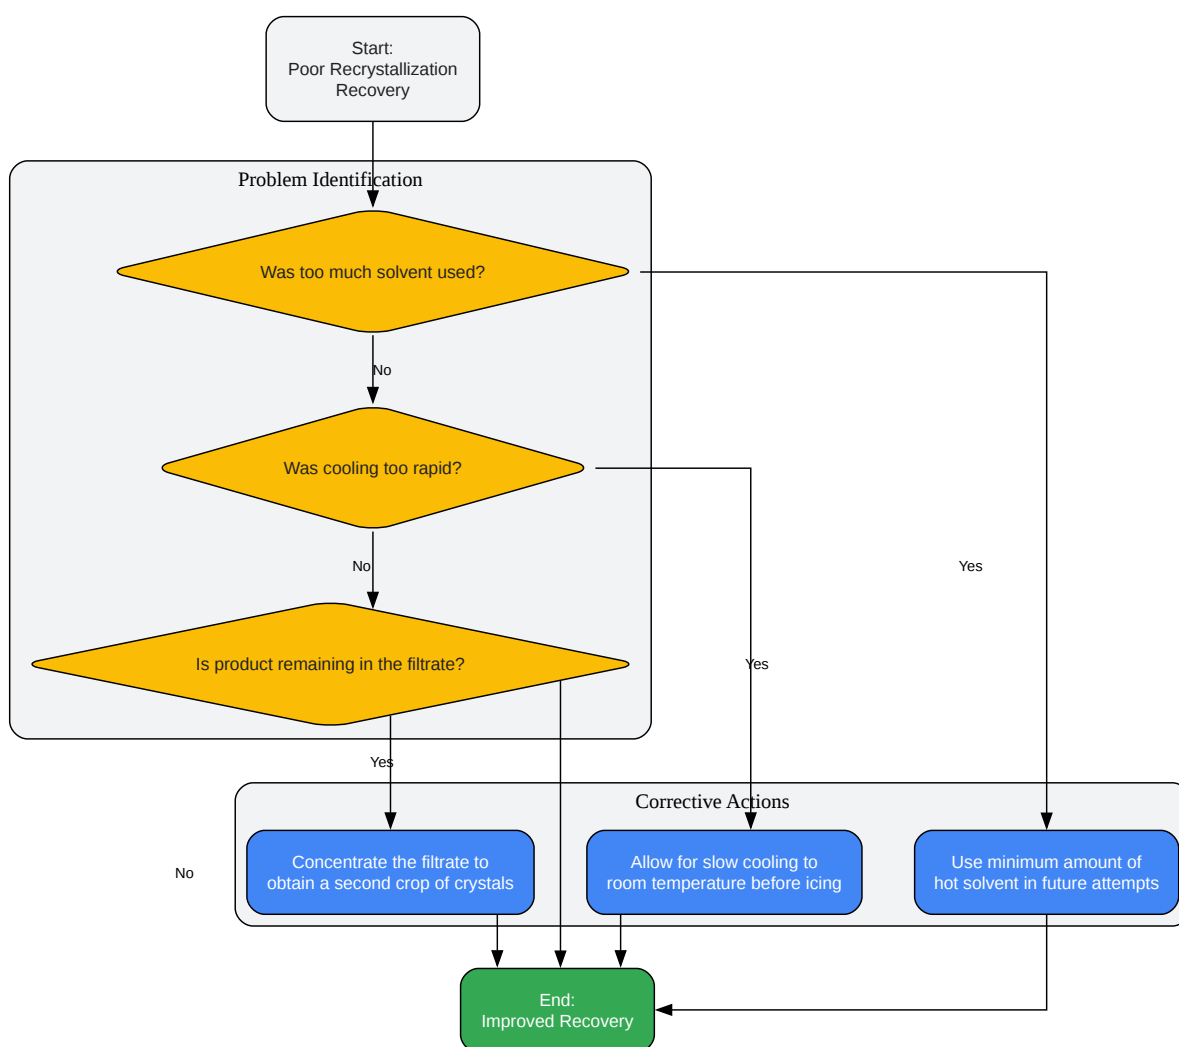 Start:
Poor Recrystallization
Recovery
Problem Identification
Was too much solvent used?
No
Was cooling too rapid?
No
Yes
Is product remaining in the filtrate?
Yes
Yes
Corrective Actions
No
Concentrate the filtrate to
obtain a second crop of crystals
Allow for slow cooling to
room temperature before icing
Use minimum amount of
hot solvent in future attempts
End:
Improved Recovery